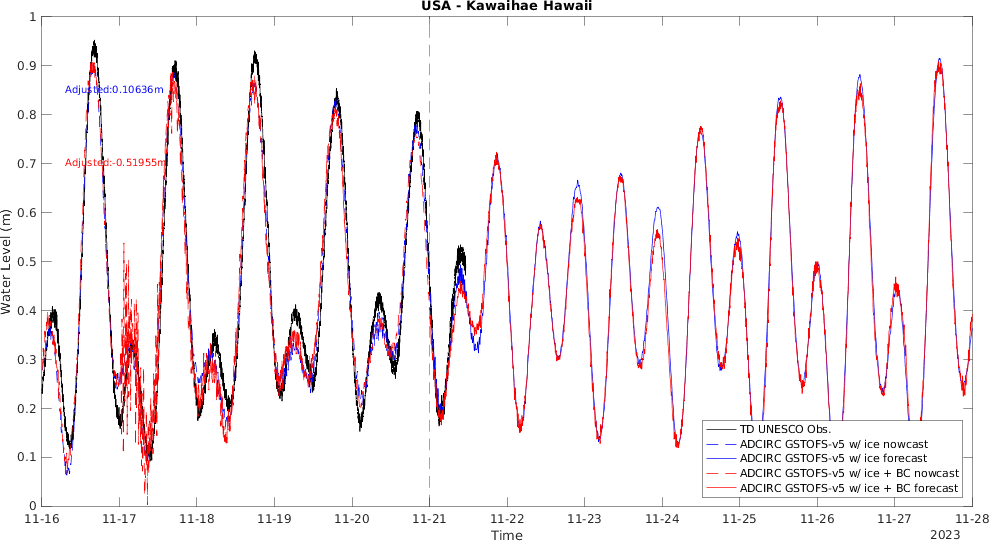 USA - Kawaihae Hawaii
1
0.9
0.8
0.7
0.6
0.5
0.4
0.3
0.2
0.1
0
Water Level (m)
Adjusted:0.10636m
Adjusted:-0.51955m
TD UNESCO Obs.
ADCIRC GSTOFS-v5 w/ ice nowcast
ADCIRC GSTOFS-v5 w/ ice forecast
ADCIRC GSTOFS-v5 w/ ice + BC nowcast
ADCIRC GSTOFS-v5 w/ ice + BC forecast
11-16 11-17 11-18 11-19 11-20 11-21 11-22 11-23 11-24 11-25 11-26 11-27 11-28
Time
2023